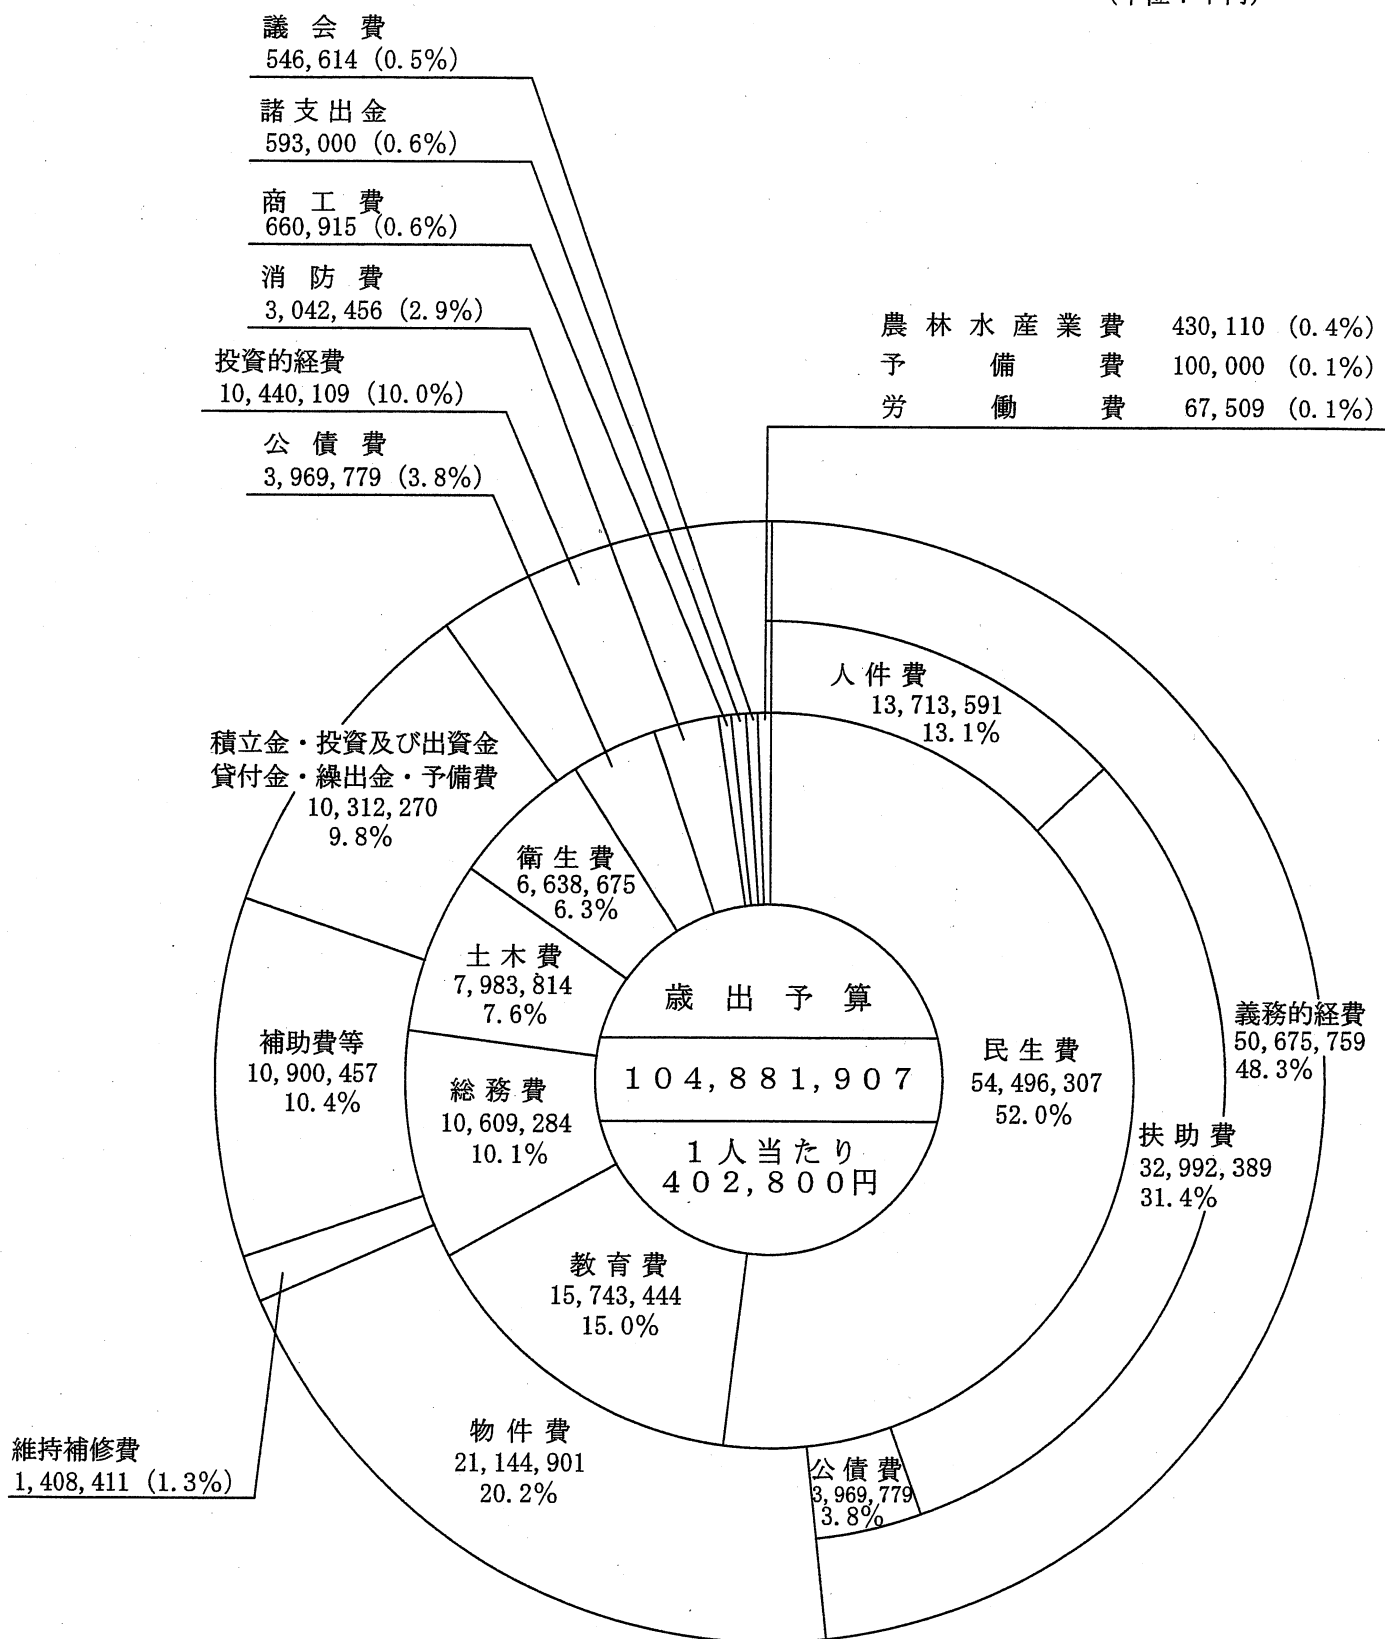 議会費
546,614 (0.5%)
諸支出金
593,000 (0.6%)
商工費
660,915 (0.6%)
消防費
3,042,456 (2.9%)
投資的経費
10,440,109 (10.0%)
公債費
3,969,779 (3.8%)
農林水産業費 430,110 (0.4%)
予備費 100,000 (0.1%)
労働費 67,509 (0.1%)
人件費
13,713,591
13.1%
積立金・投資及び出資金
貸付金・繰出金・予備費
10,312,270
9.8%
衛生費
6,638,675
6.3%
土木費
7,983,814
7.6%
歳出予算
104,881,907
1人当たり
402,800円
民生費
54,496,307
52.0%
義務的経費
50,675,759
48.3%
補助費等
10,900,457
10.4%
総務費
10,609,284
10.1%
扶助費
32,992,389
31.4%
教育費
15,743,444
15.0%
物件費
21,144,901
20.2%
公債費
3,969,779
3.8%
維持補修費
1,408,411 (1.3%)